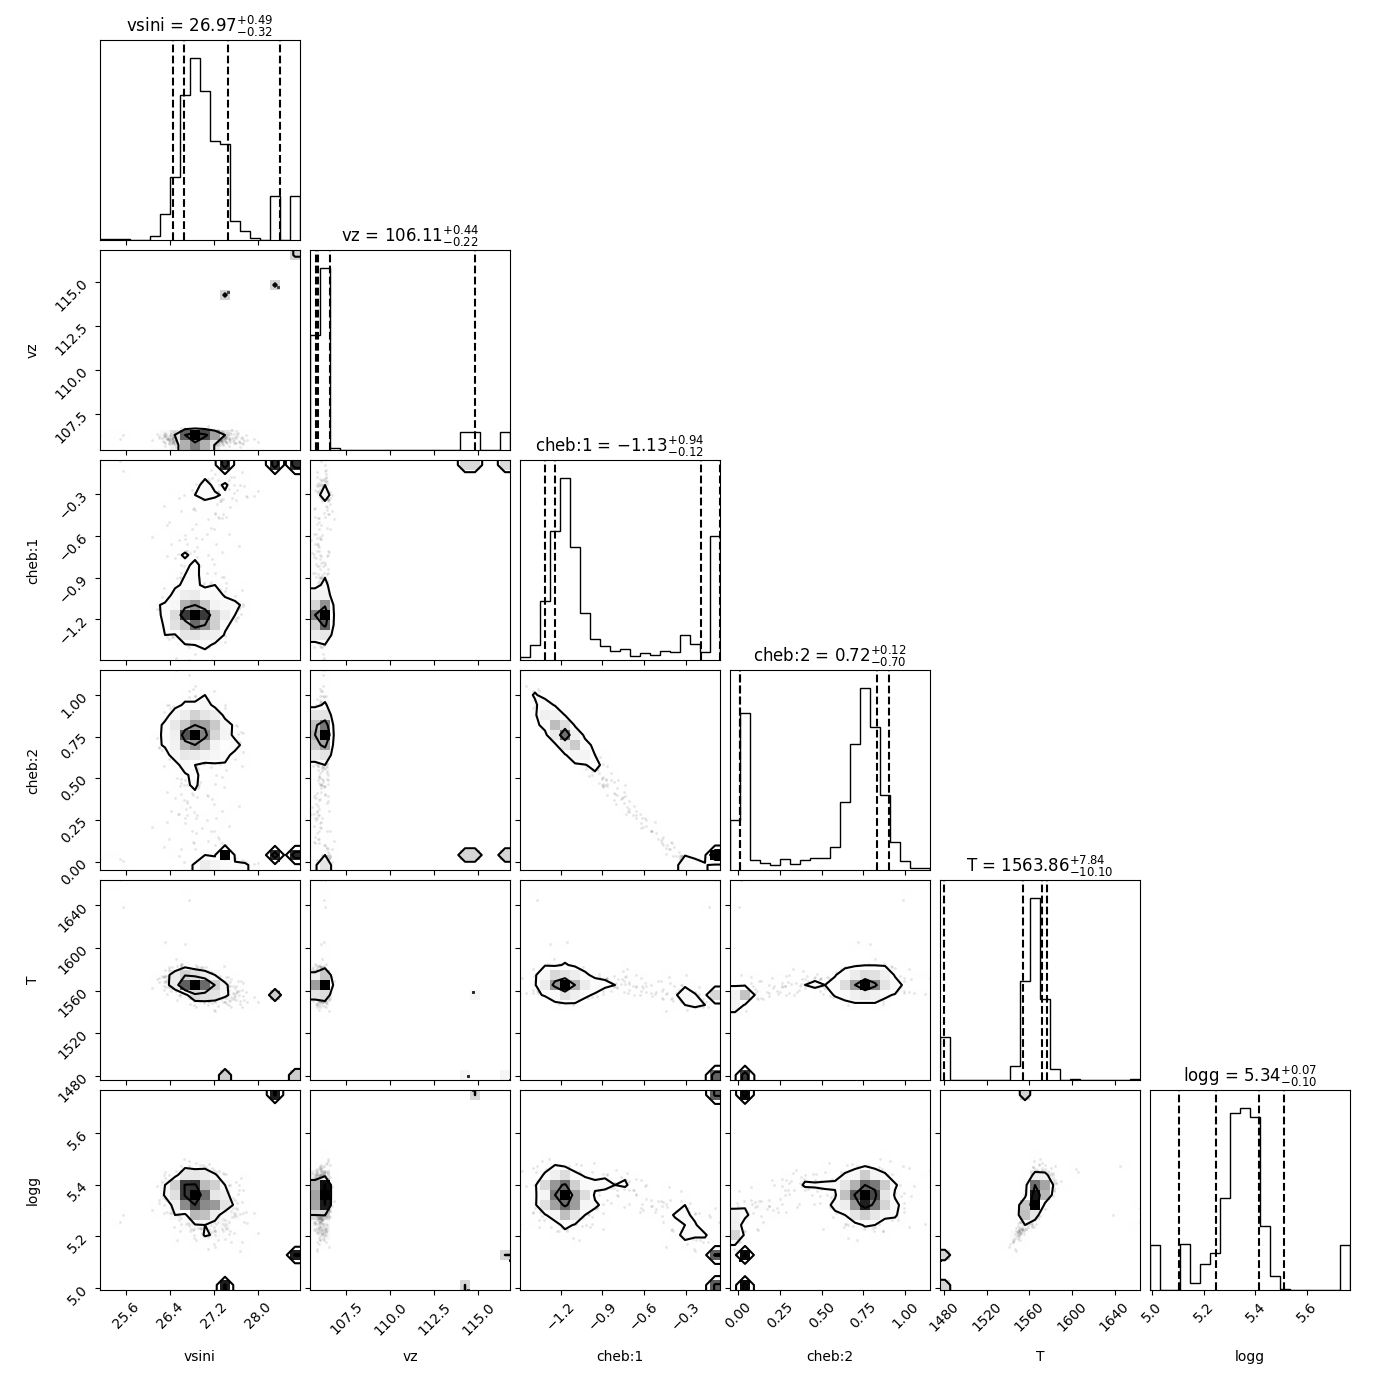 vsini = 26.97+0.49−0.32
vz = 106.11+0.44−0.22
115.0
112.5
110.0
107.5
vz
cheb:1 = −1.13+0.94−0.12
−0.3
−0.6
−0.9
−1.2
cheb:1
cheb:2 = 0.72+0.12−0.70
1.00
0.75
0.50
0.25
0.00
cheb:2
T = 1563.86+7.84−10.10
1640
1600
1560
1520
1480
T
logg = 5.34+0.07−0.10
5.6
5.4
5.2
5.0
logg
25.6 26.4 27.2 28.0 107.5 110.0 112.5 115.0 −1.2 −0.9 −0.6 −0.3 0.00 0.25 0.50 0.75 1.00 1480 1520 1560 1600 1640 5.0 5.2 5.4 5.6
vsini vz cheb:1 cheb:2 T logg